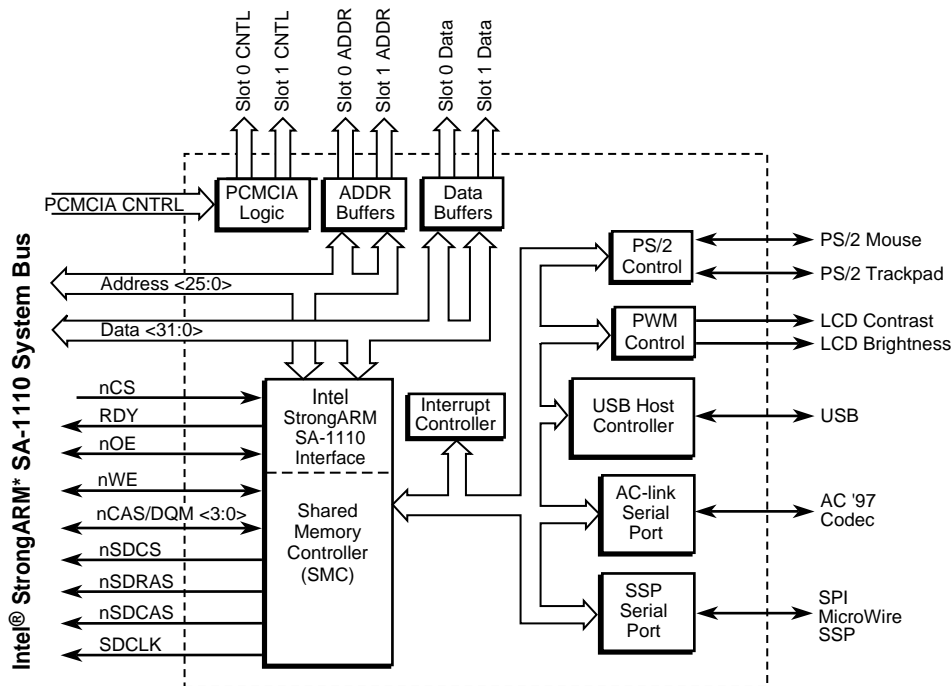 Slot 0 CNTL
Slot 1 CNTL
Slot 0 ADDR
Slot 1 ADDR
Slot 0 Data
Slot 1 Data
PCMCIA CNTRL
PCMCIA
Logic
ADDR
Buffers
Data
Buffers
Intel® StrongARM* SA-1110 System Bus
Address <25:0>
Data <31:0>
nCS
RDY
nOE
nWE
nCAS/DQM <3:0>
nSDCS
nSDRAS
nSDCAS
SDCLK
Intel
StrongARM
SA-1110
Interface
Shared
Memory
Controller
(SMC)
Interrupt
Controller
PS/2
Control
PS/2 Mouse
PS/2 Trackpad
PWM
Control
LCD Contrast
LCD Brightness
USB Host
Controller
USB
AC-link
Serial
Port
AC '97
Codec
SSP
Serial
Port
SPI
MicroWire
SSP